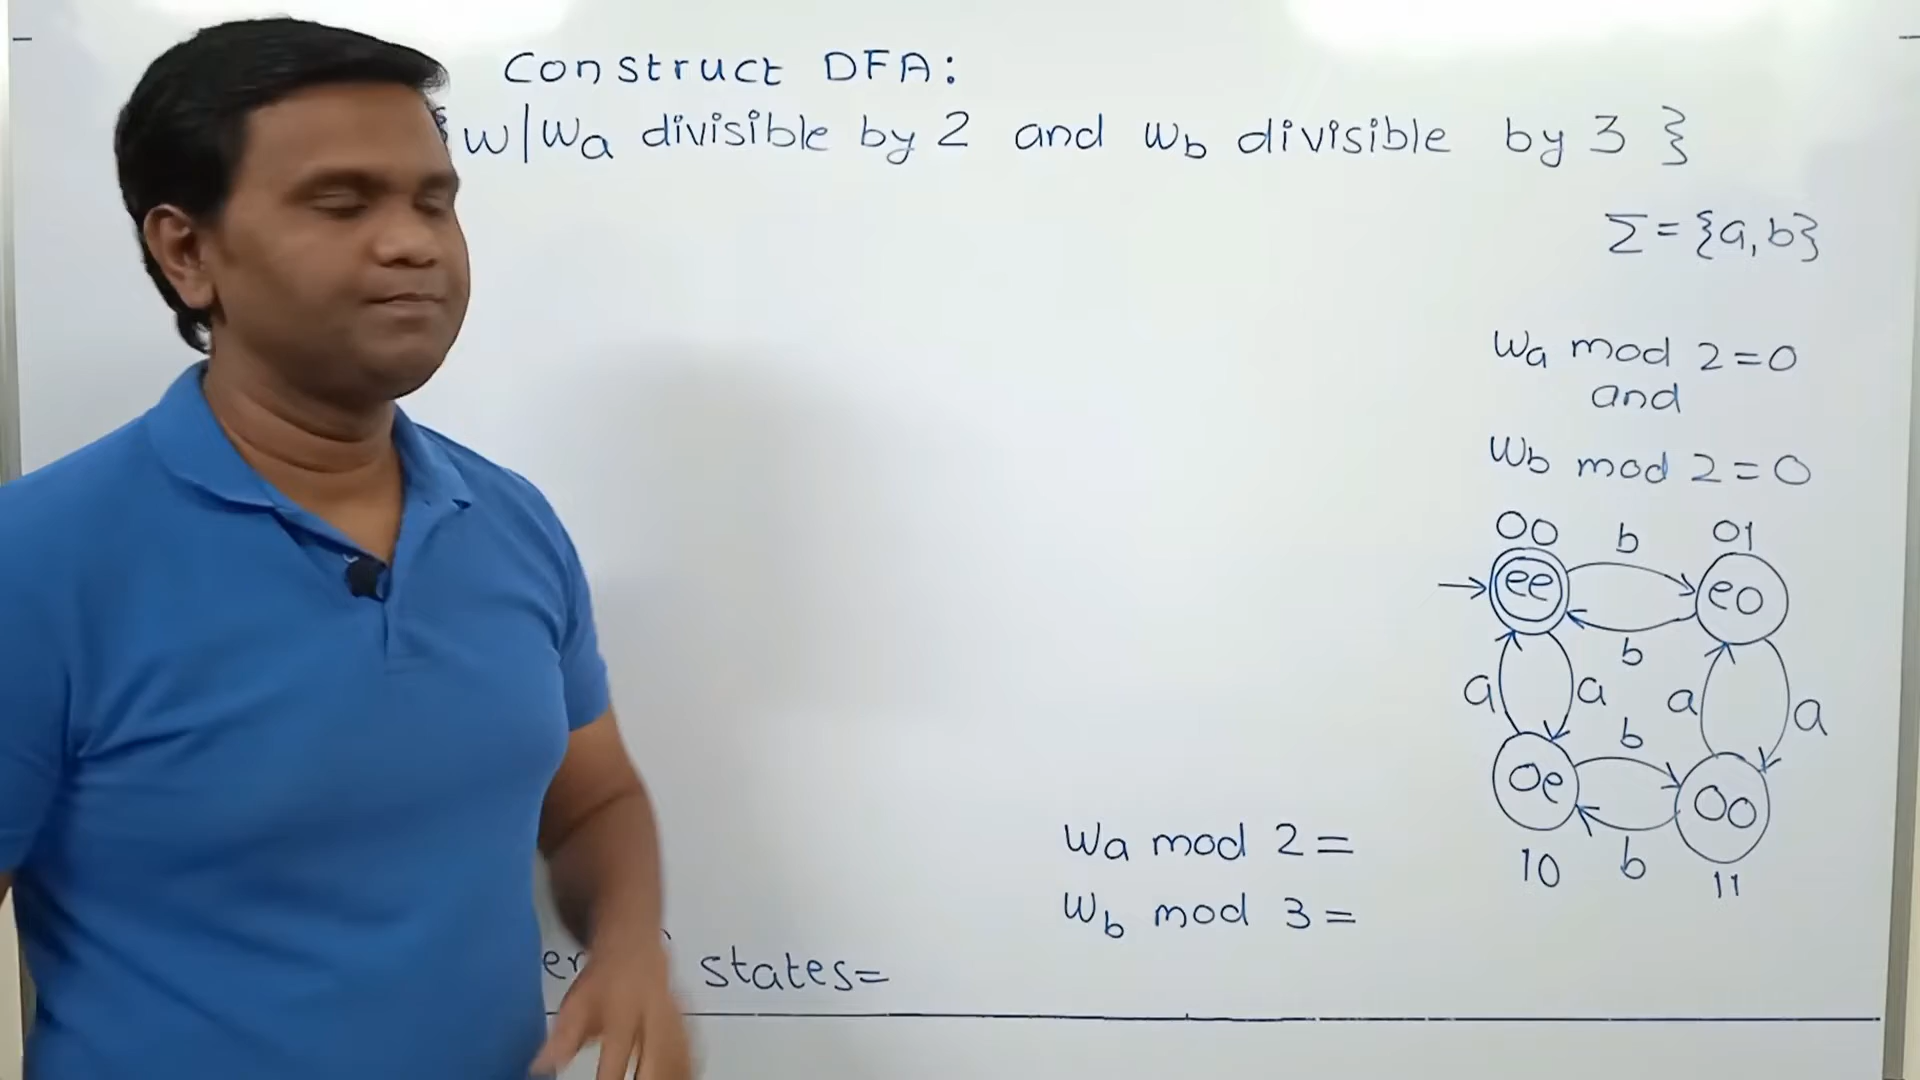 Construct DFA:
{w|wa divisible by 2 and wb divisible by 3 }
Σ = {a, b}
wa mod 2 = 0
and
wb mod 2 = 0
00 b 01
ee eo
b
a a a a
b
oe oo
10 b 11
wa mod 2 =
wb mod 3 =
states=